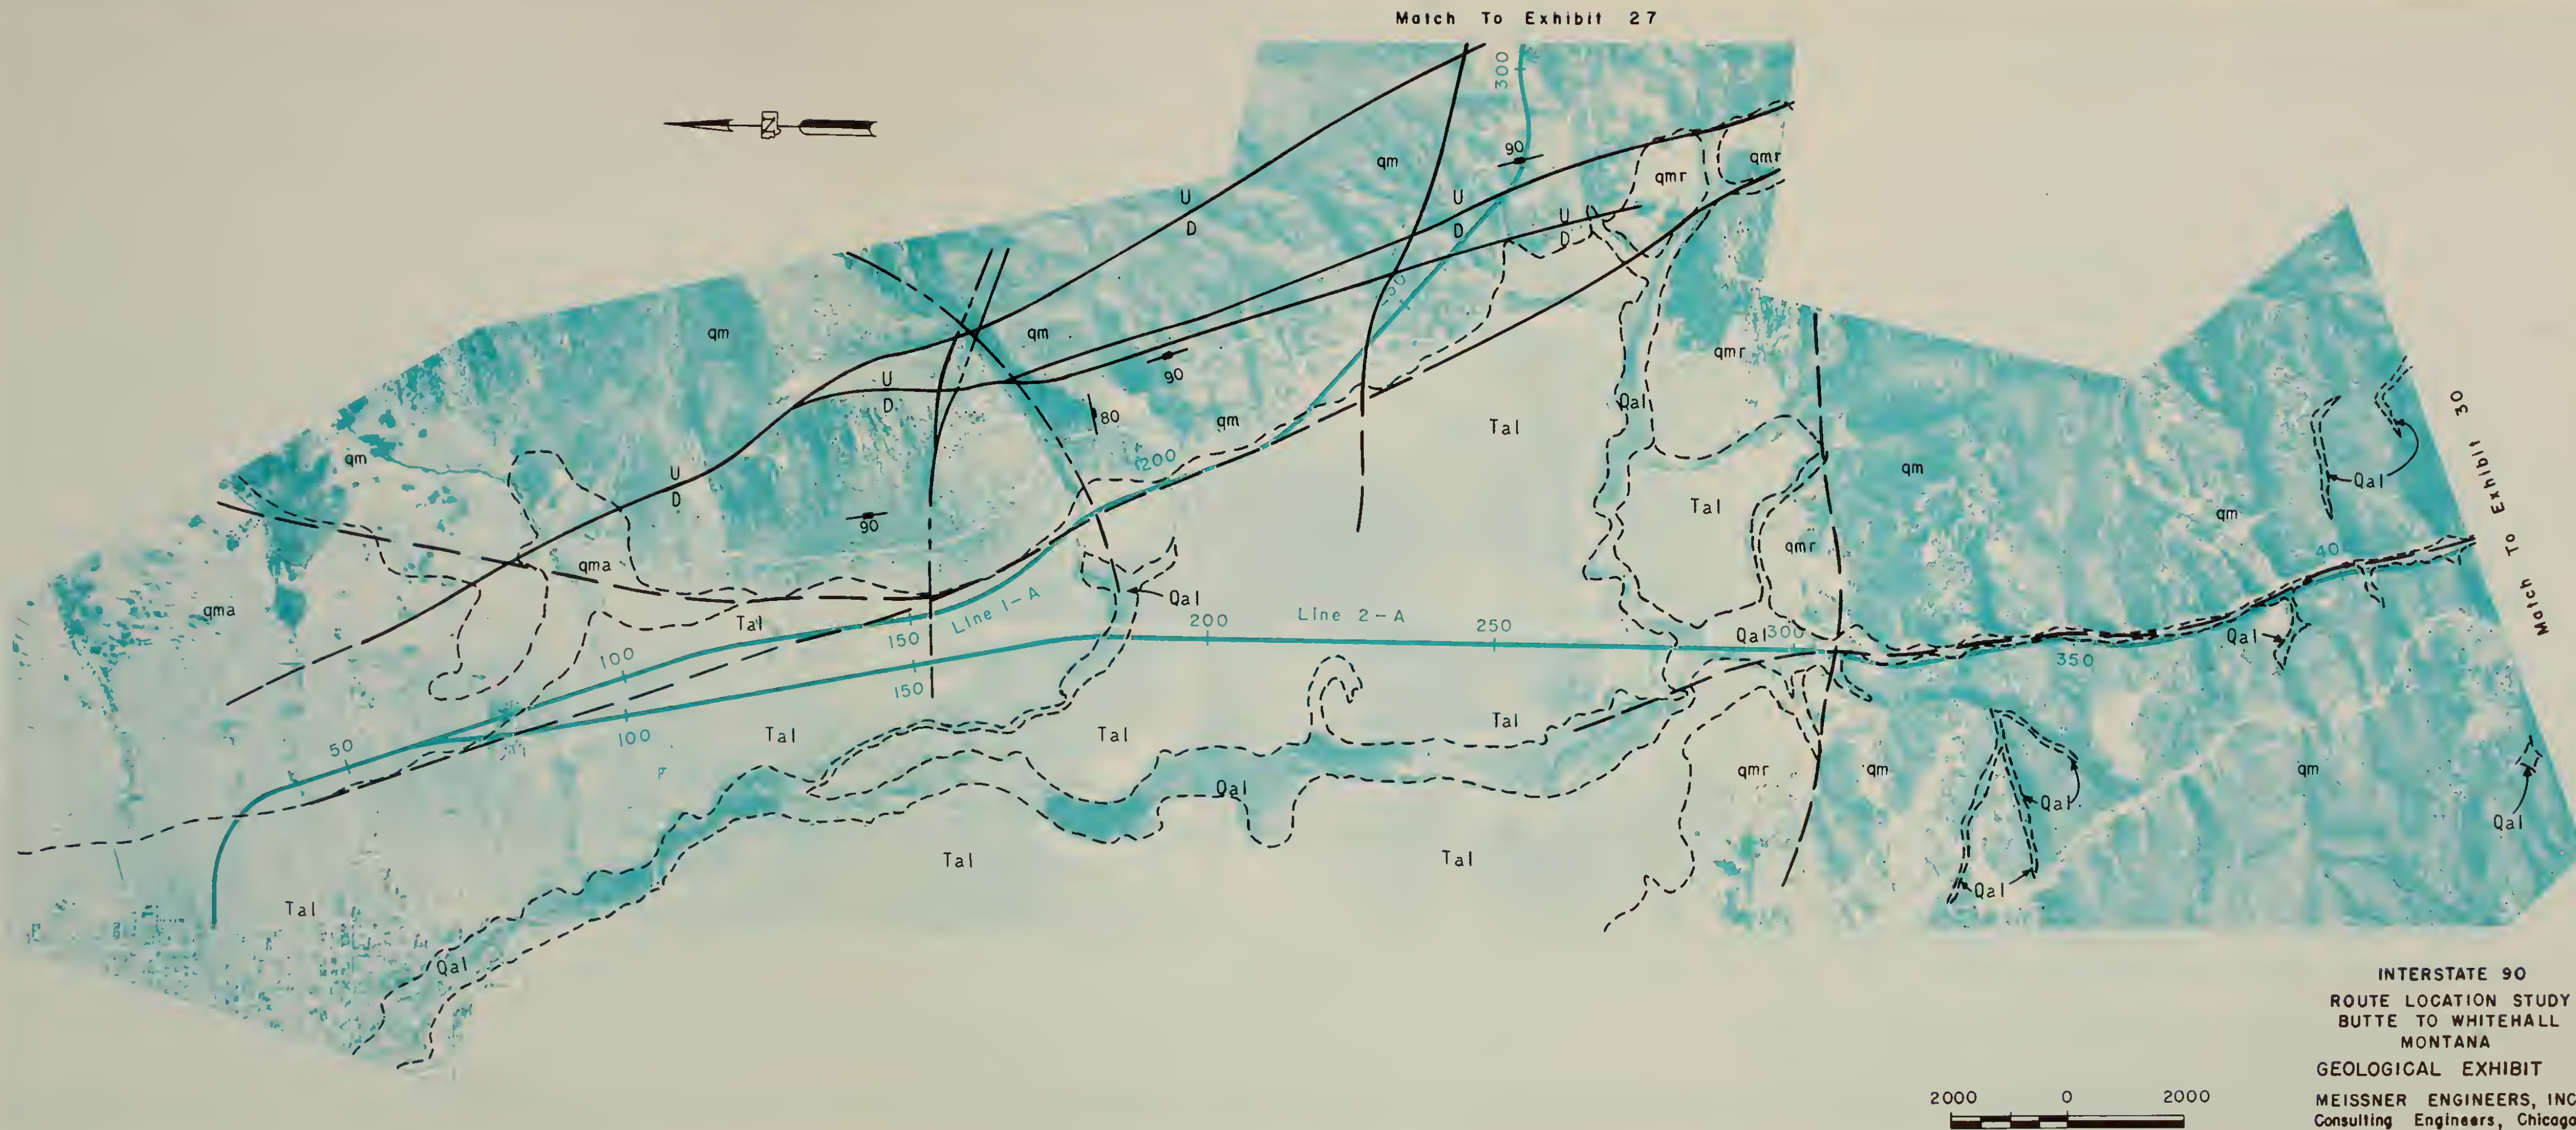 Match To Exhibit 27
300
N
90
qm
qmr
qmr
U
D
U
D
U
D
qm
qm
50
90
qmr
U
D
80
qm
Qal
Tal
Match To Exhibit 30
200
qm
qm
Qal
U
D
Tal
90
qm
qma
40
qma
Tal
Line 1-A
150
Qal
200
Line 2-A
250
Qal
300
Qal
350
100
150
50
100
Tal
Tal
Tal
qmr
qm
qm
Qal
Qal
Qal
Tal
Tal
Qal
Tal
Qal
INTERSTATE 90
ROUTE LOCATION STUDY
BUTTE TO WHITEHALL
MONTANA
GEOLOGICAL EXHIBIT
2000 0 2000
MEISSNER ENGINEERS, INC
Consulting Engineers, Chicago